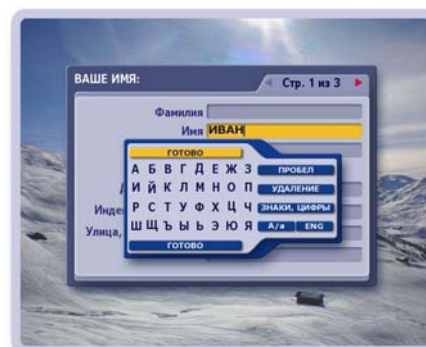 ВАШЕ ИМЯ:
Стр. 1 из 3
Фамилия
Имя ИВАН
ГОТОВО
А Б В Г Д Е Ж З ПРОБЕЛ
И Й К Л М Н О П УДАЛЕНИЕ
Инде
Р С Т У Ф Х Ц Ч ЗНАКИ, ЦИФРЫ
Улица,
Ш Щ Ъ Ы Ь Э Ю Я А/а ENG
ГОТОВО